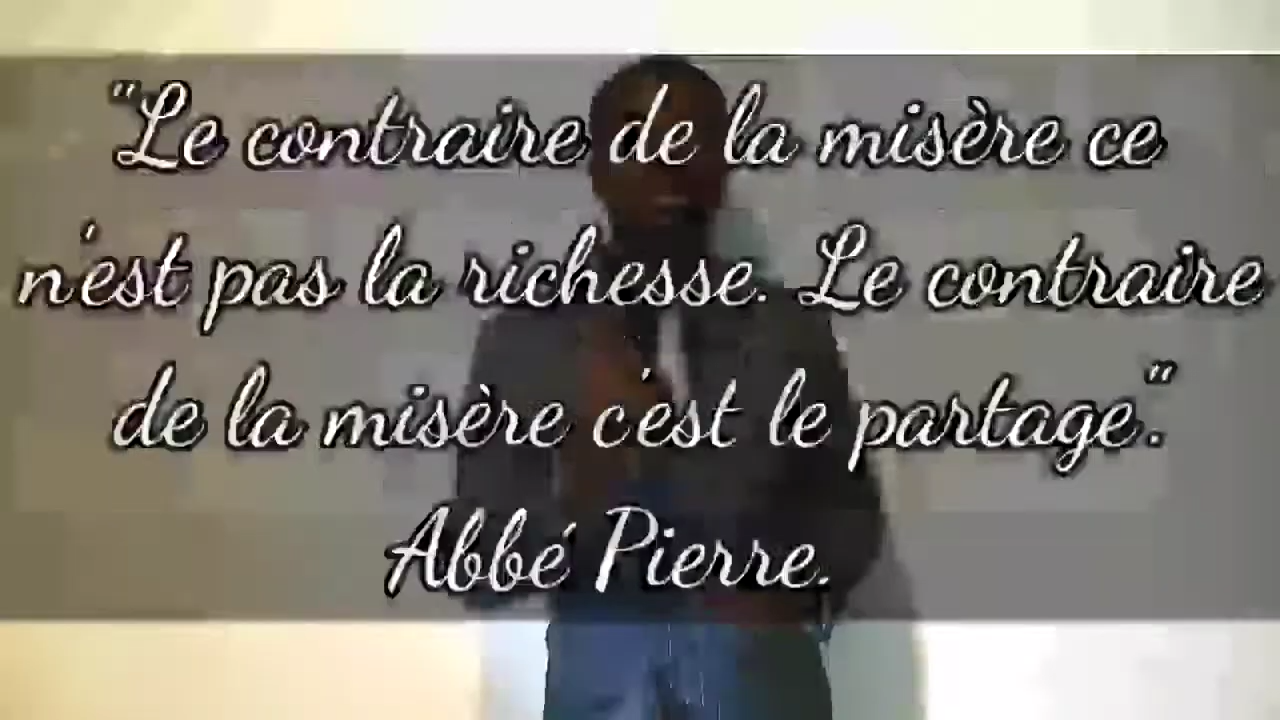 "Le contraire de la misère ce
n'est pas la richesse. Le contraire
de la misère c'est le partage."
Abbé Pierre.